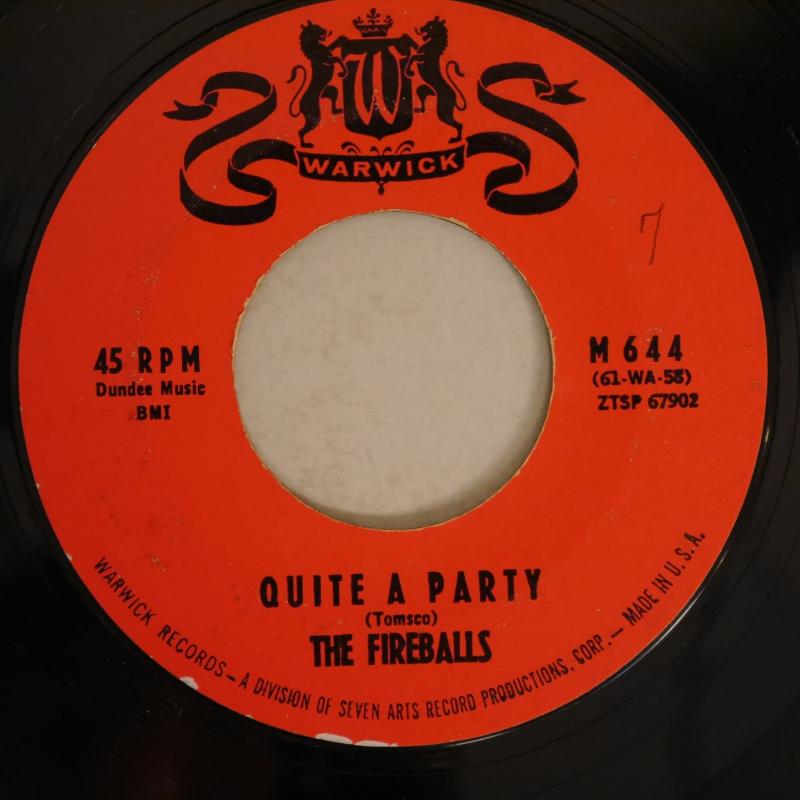 W
WARWICK
7
45 RPM
Dundee Music
BMI
M 644
(61-WA-58)
ZTSP 67902
QUITE A PARTY
(Tomsco)
THE FIREBALLS
WARWICK RECORDS – A DIVISION OF SEVEN ARTS RECORD PRODUCTIONS, CORP. – MADE IN U.S.A.